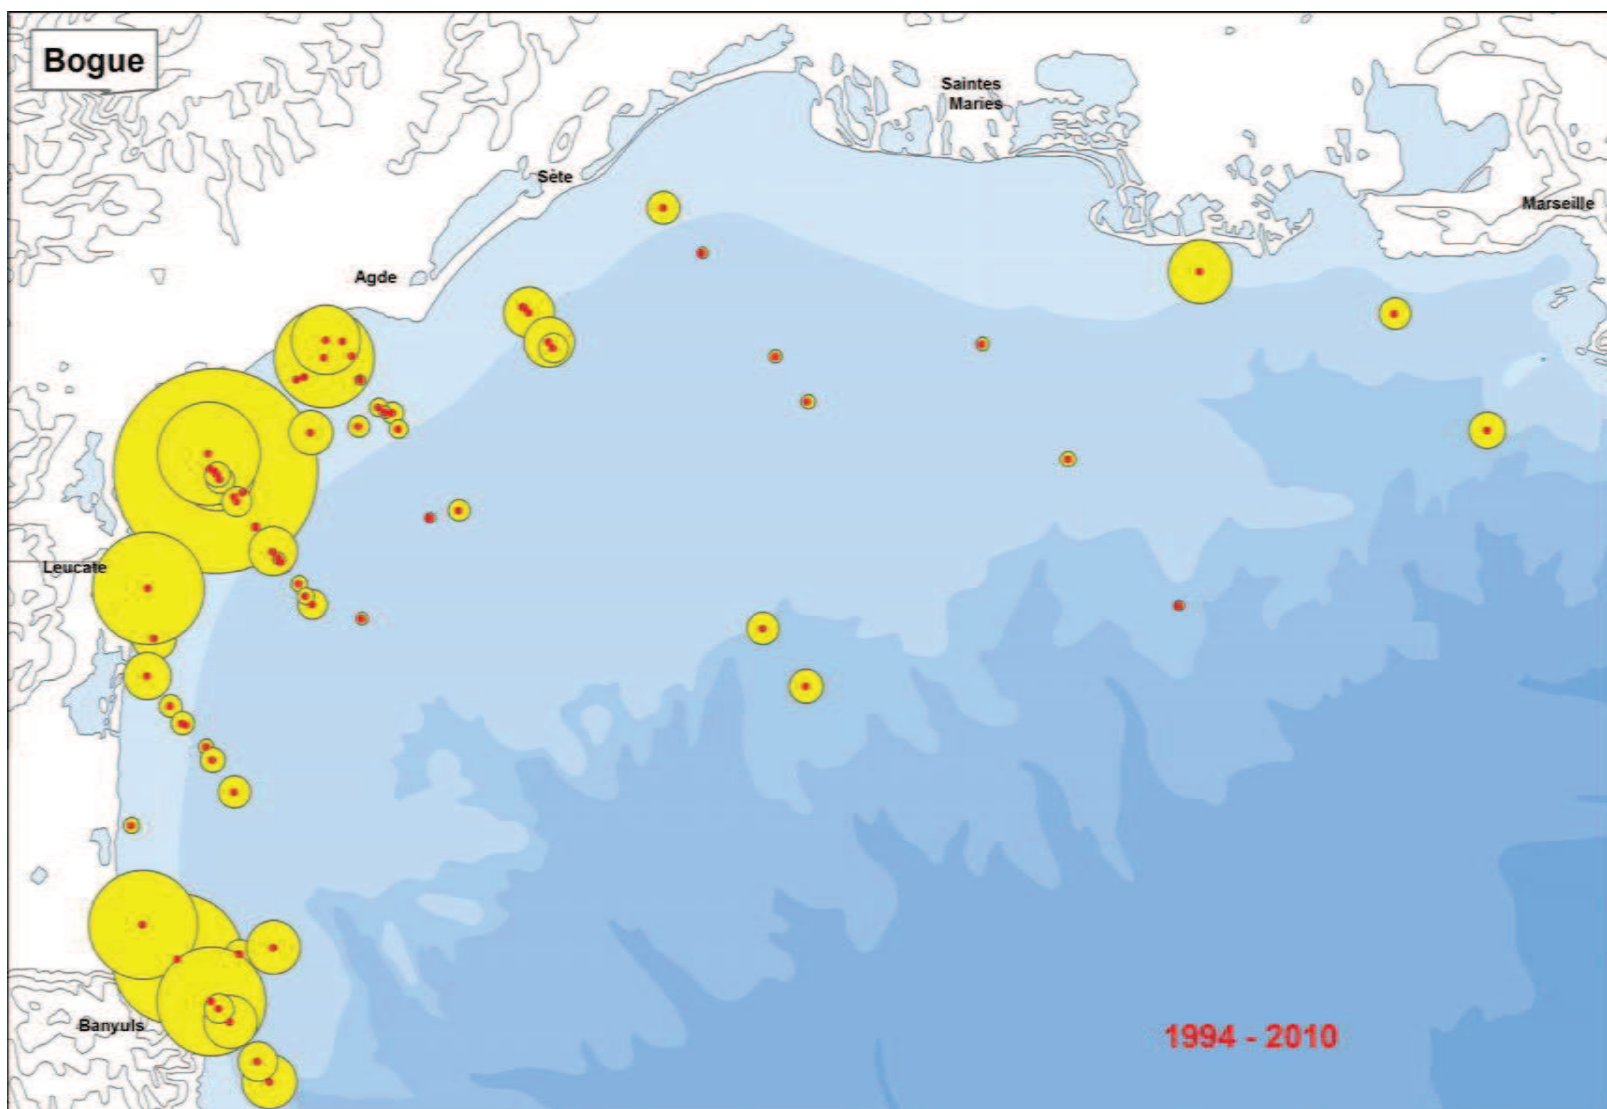 Bogue
Saintes
Maries
Sète
Marseille
Agde
Leucate
Banyuls
1994 - 2010